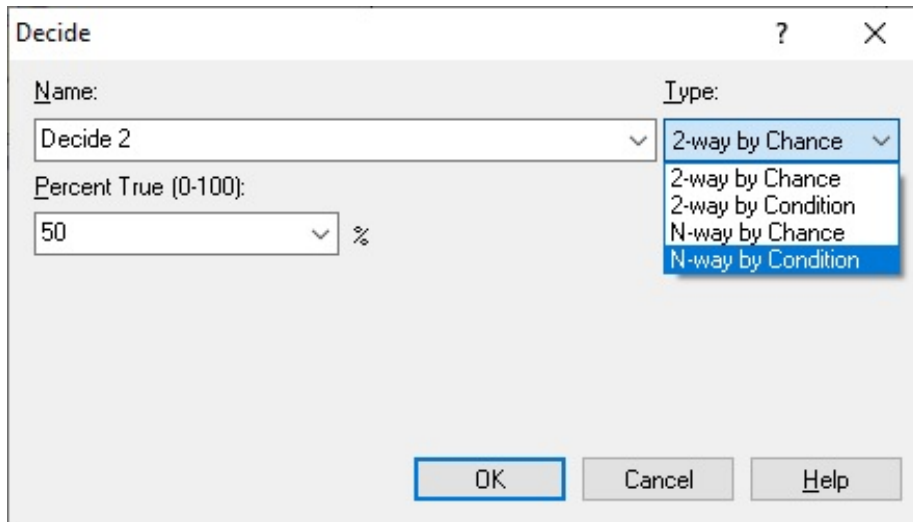 Decide
?
Name:
Type:
Decide 2
2-way by Chance
2-way by Chance
2-way by Condition
N-way by Chance
N-way by Condition
Percent True (0-100):
50
%
OK
Cancel
Help